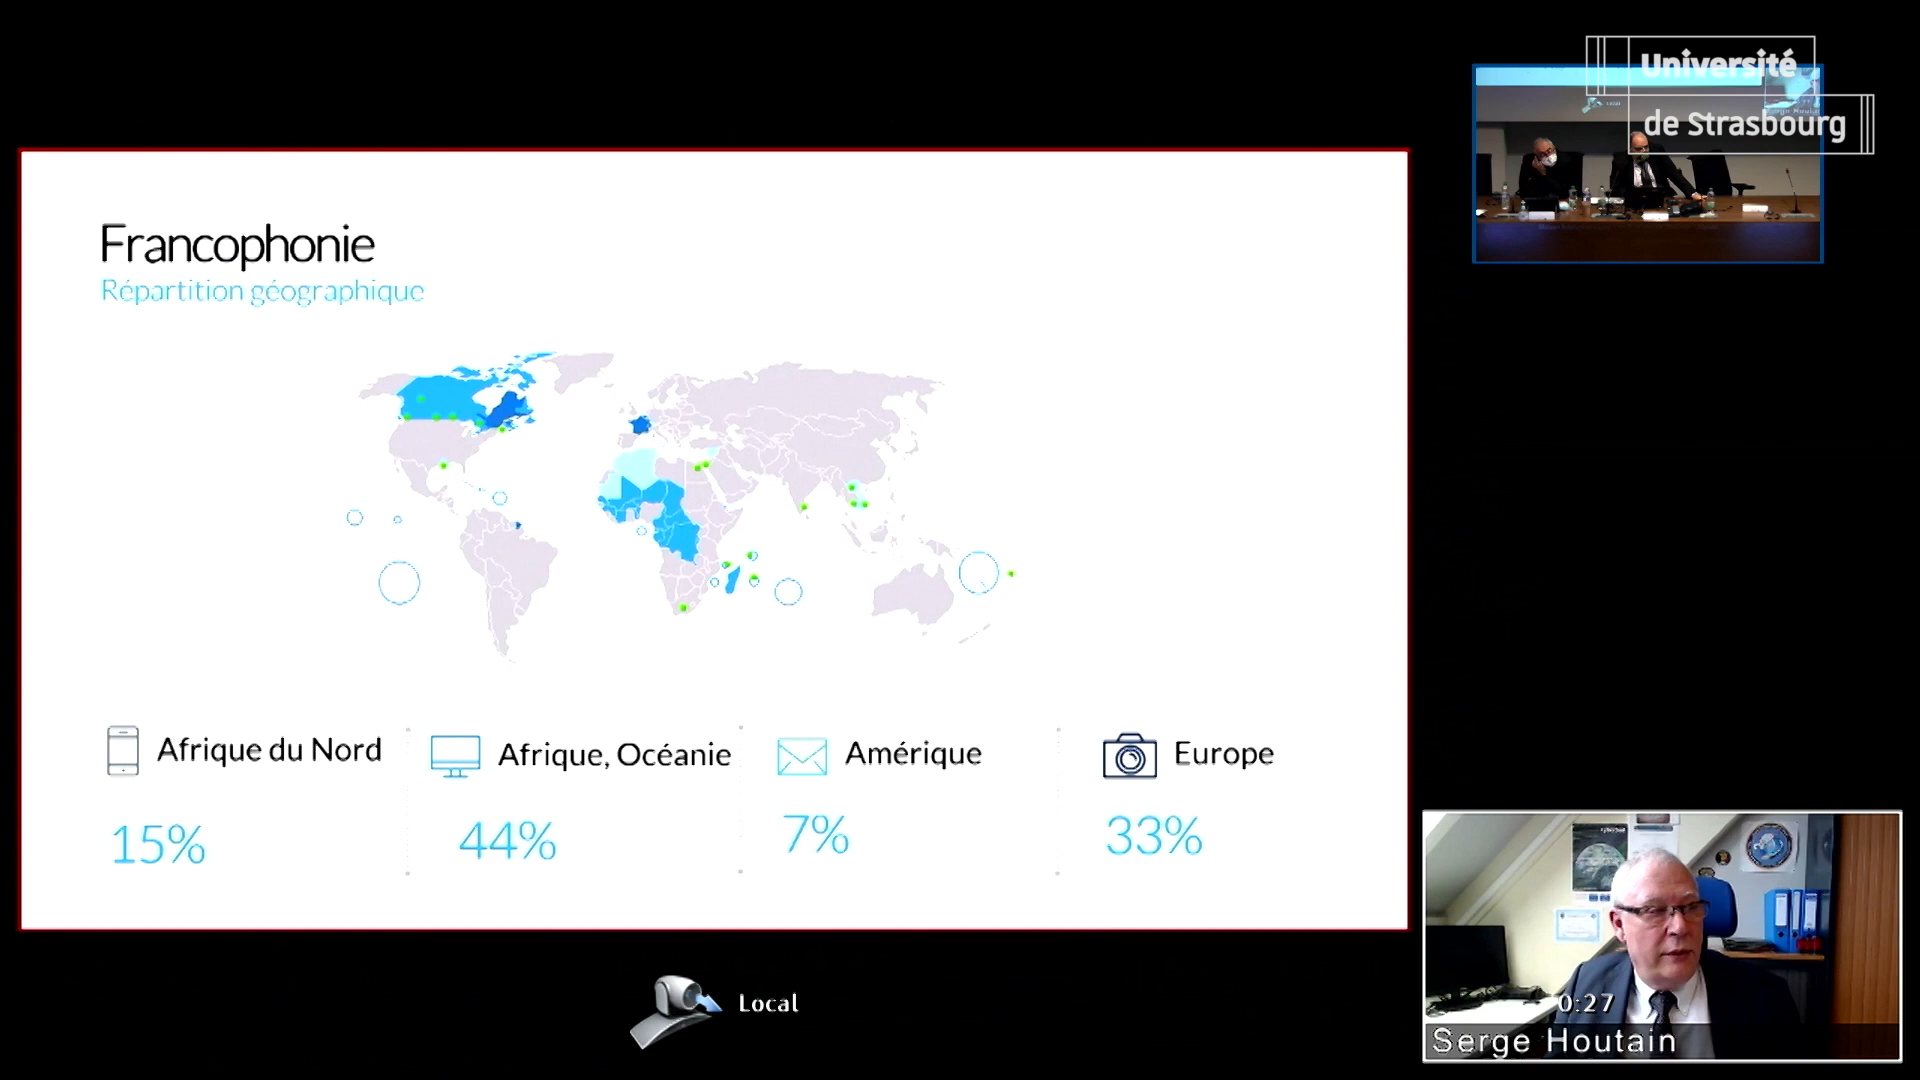 Université
de Strasbourg
Francophonie
Répartition géographique
Afrique du Nord
15%
Afrique, Océanie
44%
Amérique
7%
Europe
33%
Local
0:27
Serge Houtain